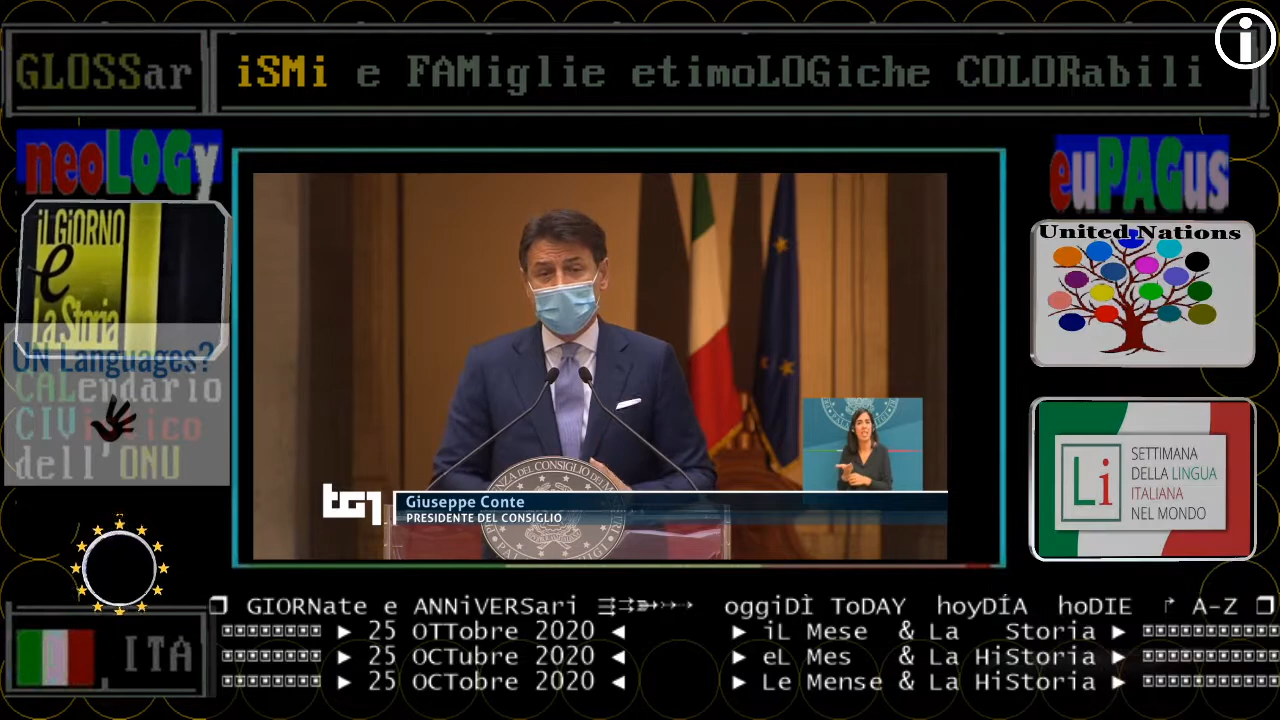 GLOSSar
iSMi e FAMiglie etimoLOGiche COLORabili
i
neoLOGy
euPAGus
iL GiORNO
e
La Storia
United Nations
UN Languages?
CALendario
CIVinico
dell'ONU
SETTIMANA
DELLA LINGUA
ITALIANA
NEL MONDO
Li
tg1
Giuseppe Conte
PRESIDENTE DEL CONSIGLIO
❒ GIORNate e ANNiVERSari oggiDÌ ToDAY hoyDÍA hoDIE ↱ A-Z ❒
▶ 25 OTTobre 2020 ◀ ▶ iL Mese & La Storia ▶
▶ 25 OCTubre 2020 ◀ ▶ eL Mes & La HiStoria ▶
▶ 25 OCTobre 2020 ◀ ▶ Le Mense & La HiStoria ▶
ITA